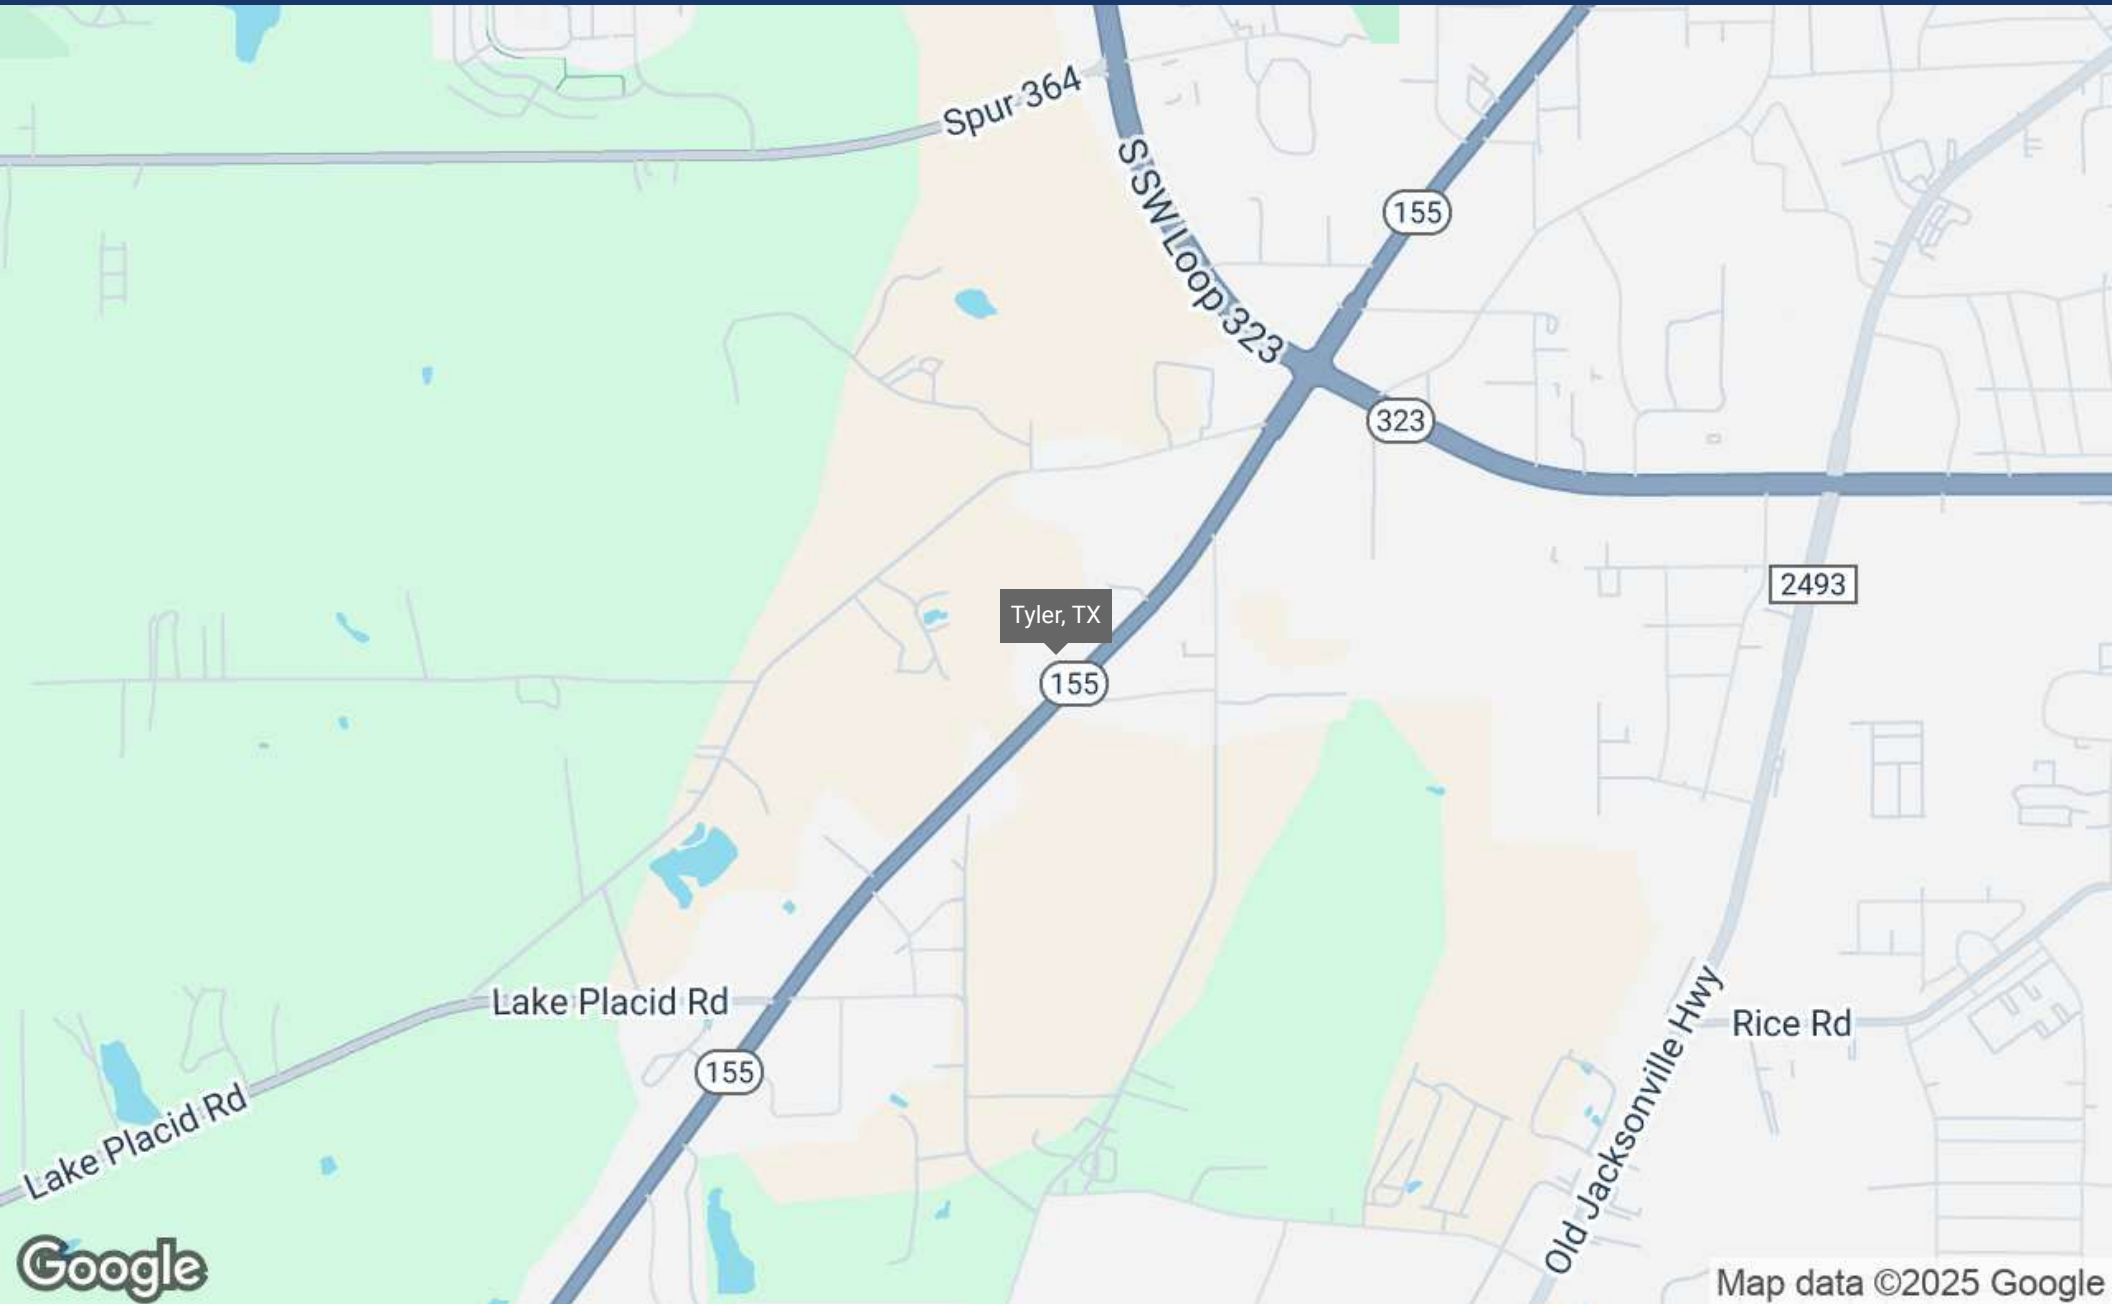 Spur 364
S SW Loop 323
155
323
2493
Tyler, TX
155
Lake Placid Rd
Rice Rd
155
Lake Placid Rd
Old Jacksonville Hwy
Google
Map data ©2025 Google